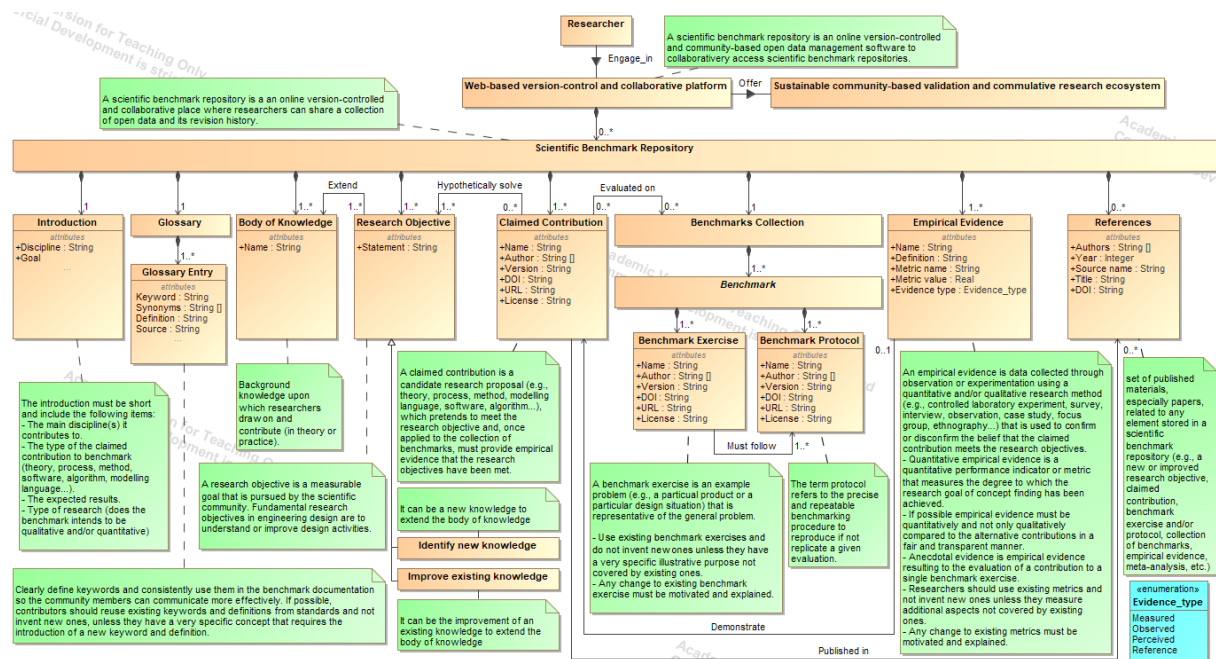 rsion for Teaching Only
rcial Development is stric
Researcher
A scientific benchmark repository is an online version-controlled
and community-based open data management software to
collaborativery access scientific benchmark repositories.
Engage_in
Web-based version-control and collaborative platform
Offer
Sustainable community-based validation and commulative research ecosystem
A scientific benchmark repository is a an online version-controlled
and collaborative place where researchers can share a collection
of open data and its revision history.
0..*
Scientific Benchmark Repository
1
1
1..*
Extend
1..*
1..*
Hypothetically solve
1..*
0..*
1..*
Evaluated on
0..*
0..*
1
1..*
0..*
Introduction
attributes
+Discipline : String
+Goal
...
Glossary
1..*
Glossary Entry
attributes
Keyword : String
Synonyms : String []
Definition : String
Source : String
...
Body of Knowledge
attributes
+Name : String
Research Objective
attributes
+Statement : String
Claimed Contribution
attributes
+Name : String
+Author : String []
+Version : String
+DOI : String
+URL : String
+License : String
Benchmarks Collection
1..*
Benchmark
1..*
1..*
Benchmark Exercise
attributes
+Name : String
+Author : String []
+Version : String
+DOI : String
+URL : String
+License : String
Benchmark Protocol
attributes
+Name : String
+Author : String []
+Version : String
+DOI : String
+URL : String
+License : String
Must follow
1..*
Empirical Evidence
attributes
+Name : String
+Definition : String
+Metric name : String
+Metric value : Real
+Evidence type : Evidence_type
0..1
References
attributes
+Authors : String []
+Year : Integer
+Source name : String
+Title : String
+DOI : String
0..*
The introduction must be short
and include the following items:
- The main discipline(s) it
contributes to.
- The type of the claimed
contribution to benchmark
(theory, process, method,
software, algorithm, modelling
language...).
- The expected results.
- Type of research (does the
benchmark intends to be
qualitative and/or quantitative)
Background
knowledge upon
which researchers
drawon and
contribute (in theory or
practice).
A research objective is a measurable
goal that is pursued by the scientific
community. Fundamental research
objectives in engineering design are to
understand or improve design activities.
A claimed contribution is a
candidate research proposal (e.g.,
theory, process, method, modelling
language, software, algorithm...),
which pretends to meet the
research objective and, once
applied to the collection of
benchmarks, must provide empirical
evidence that the research
objectives have been met.
It can be a new knowledge to
extend the body of knowledge
Identify new knowledge
Improve existing knowledge
It can be the improvement of an
existing knowledge to extend the
body of knowledge
Clearly define keywords and consistently use them in the benchmark documentation
so the community members can communicate more effectively. If possible,
contributors should reuse existing keywords and definitions from standards and not
invent new ones, unless they have a very specific concept that requires the
introduction of a new keyword and definition.
A benchmark exercise is an example
problem (e.g., a particual product or a
particular design situation) that is
representative of the general problem.
- Use existing benchmark exercises and
do not invent new ones unless they have
a very specific illustrative purpose not
covered by existing ones.
- Any change to existing benchmark
exercise must be motivated and explained.
The term protocol
refers to the precise
and repeatable
benchmarking
procedure to
reproduce if not
replicate a given
evaluation.
An empirical evidence is data collected through
observation or experimentation using a
quantitative and/or qualitative research method
(e.g., controlled laboratory experiment, survey,
interview, observation, case study, focus
group, ethnography...) that is used to confirm
or disconfirm the belief that the claimed
contribution meets the research objectives.
- Quantitative empirical evidence is a
quantitative performance indicator or metric
that measures the degree to which the
research goal of concept finding has been
achieved.
- If possible empirical evidence must be
quantitatively and not only qualitatively
compared to the alternative contributions in a
fair and transparent manner.
- Anecdotal evidence is empirical evidence
resulting to the evaluation of a contribution to a
single benchmark exercise.
- Researchers should use existing metrics and
not invent new ones unless they measure
additional aspects not covered by existing
ones.
- Any change to existing metrics must be
motivated and explained.
set of published
materials,
especially papers,
related to any
element stored in a
scientific
benchmark
repository (e.g., a
new or improved
research objective,
claimed
contribution,
benchmark
exercise and/or
protocol, collection
of benchmarks,
empirical evidence,
meta-analysis, etc.)
«enumeration»
Evidence_type
Measured
Observed
Perceived
Reference
Demonstrate
Published in